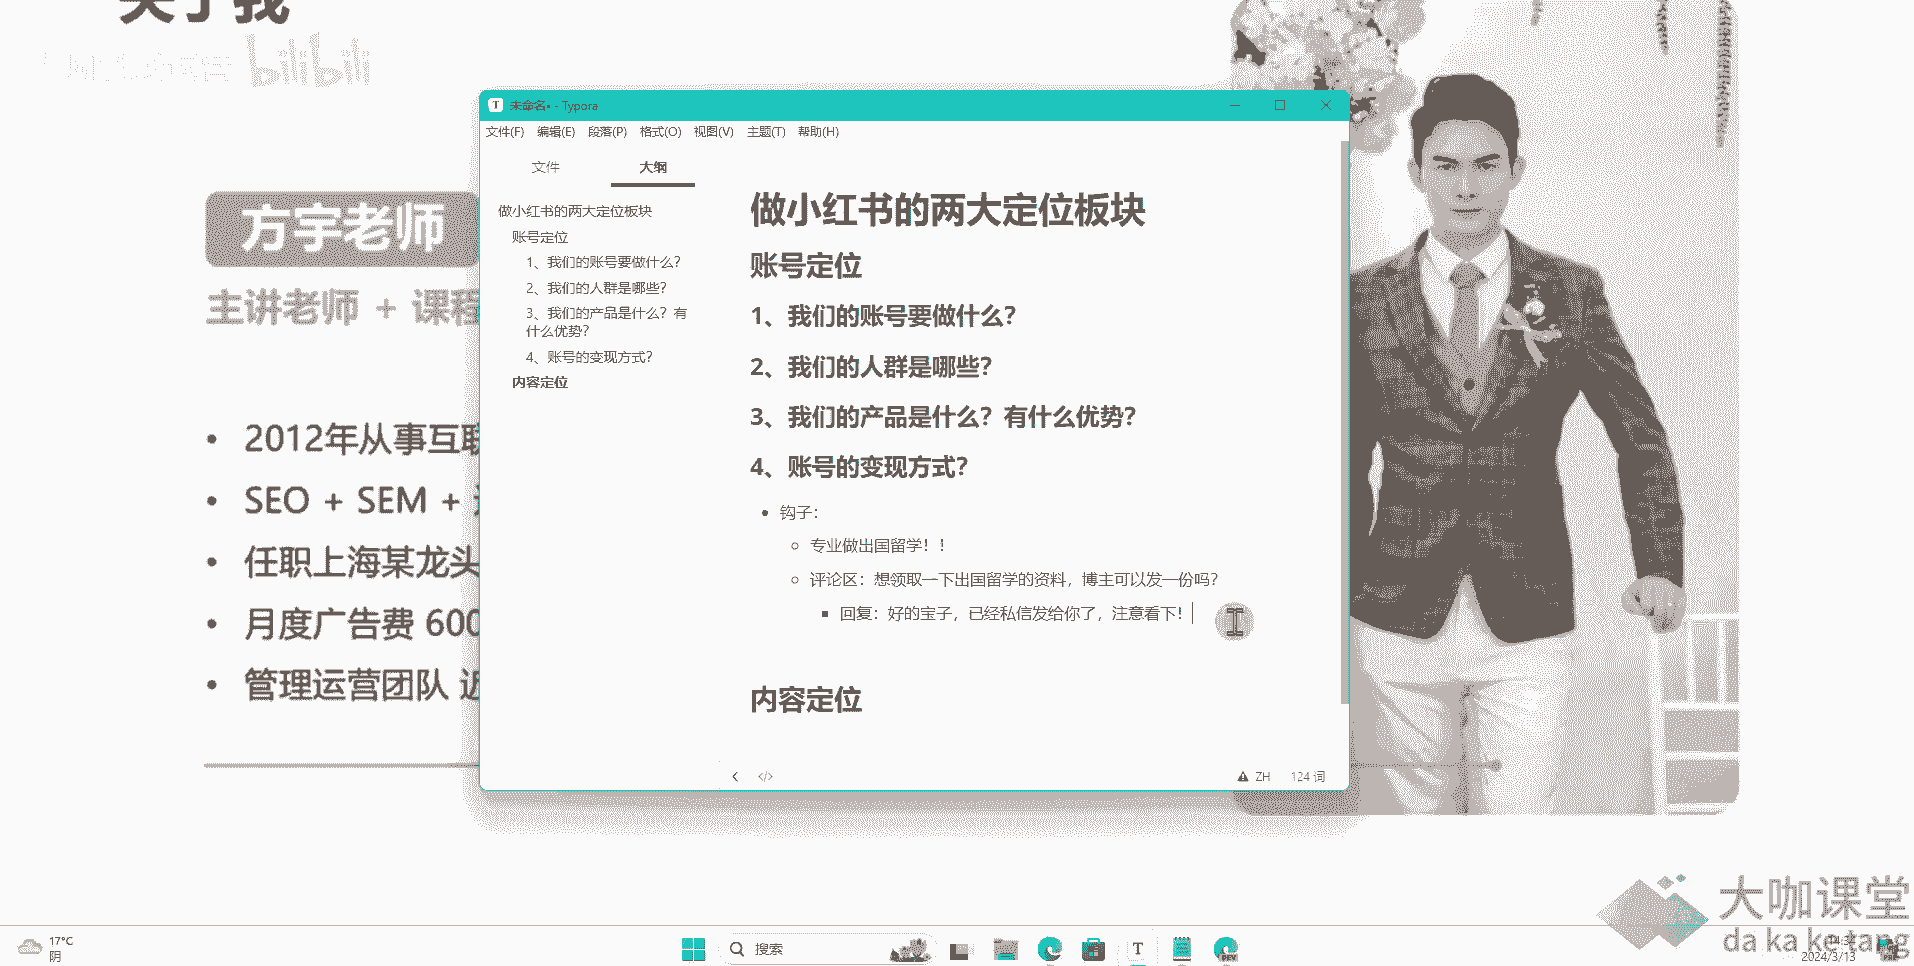 关于我
bilibili
方宇老师
主讲老师 + 课程
2012年从事互联
SEO + SEM +
任职上海某龙头
月度广告费 600
管理运营团队 近
未命名• - Typora
文件(F) 编辑(E) 段落(P) 格式(O) 视图(V) 主题(T) 帮助(H)
文件 大纲
做小红书的两大定位板块
账号定位
1、我们的账号要做什么？
2、我们的人群是哪些？
3、我们的产品是什么？有
什么优势？
4、账号的变现方式？
内容定位
做小红书的两大定位板块
账号定位
1、我们的账号要做什么？
2、我们的人群是哪些？
3、我们的产品是什么？有什么优势？
4、账号的变现方式？
钩子：
专业做出国留学！！
评论区：想领取一下出国留学的资料，博主可以发一份吗？
回复：好的宝子，已经私信发给你了，注意看下！
内容定位
ZH 124 词
大咖课堂
da ka ke tang
17°C
阴
搜索
T
DEV
2024/3/13